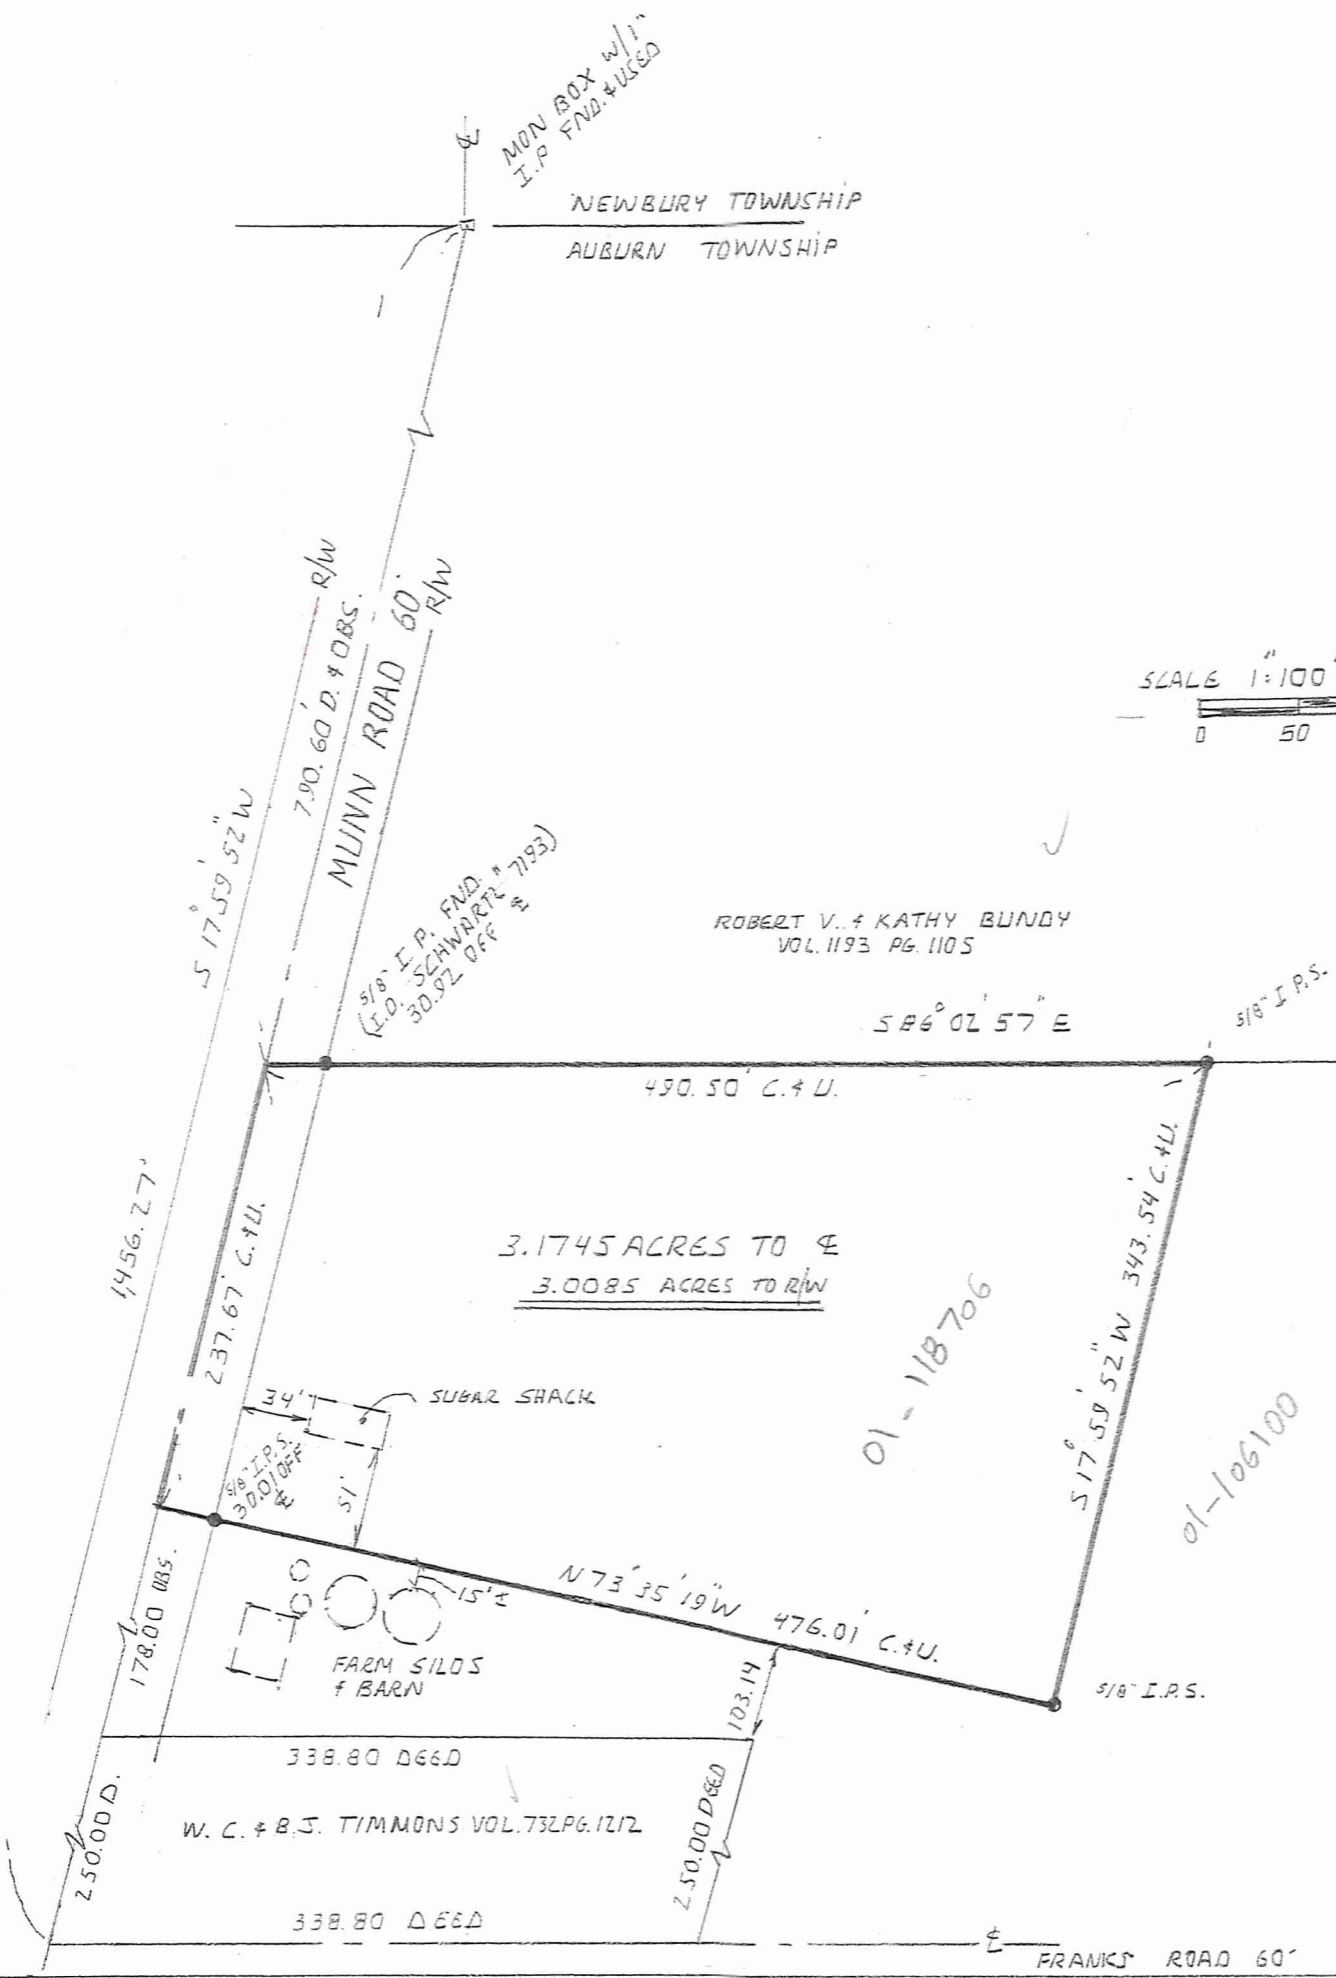 MON BOX W/1"
I.P FND. & USED
℄
NEWBURY TOWNSHIP
AUBURN TOWNSHIP
R/W
790.60' D. & OBS.
MUNN ROAD 60'
R/W
SCALE 1":100'
0 50
S 17° 59' 52" W
5/8" I.P. FND.
(I.D. SCHWARTZ "7193)
30.92 OFF ℄
ROBERT V. & KATHY BUNDY
VOL. 1193 PG. 1105
S 86° 02' 57" E
5/8" I.P.S.
490.50' C. & U.
1,456.27'
237.67' C. & U.
3.1745 ACRES TO ℄
3.0085 ACRES TO R/W
S 17° 59' 52" W 343.54' C. & U.
01-118706
01-106100
34'
SUGAR SHACK
5/8" I.P.S.
30.01 OFF
℄
51'
178.00 OBS.
15'±
N 73° 35' 19" W 476.01' C. & U.
FARM SILOS
& BARN
103.14
5/8" I.P.S.
338.80 DEED
250.00 D.
W. C. & B.J. TIMMONS VOL. 732 PG. 1212
250.00 DEED
338.80 DEED
℄
FRANKS ROAD 60'